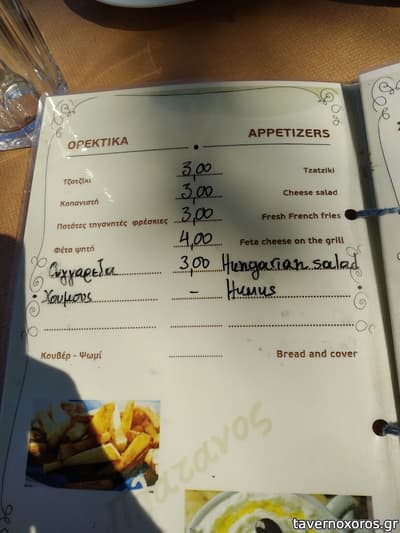 ΟΡΕΚΤΙΚΑ • APPETIZERS
Τζατζίκι 3,00 Tzatziki
Κοπανιστή 3,00 Cheese salad
Πατάτες τηγανητές φρέσκιες 3,00 Fresh French fries
Φέτα ψητή 4,00 Feta cheese on the grill
Ουγγαρέζα 3,00 Hungarian salad
Χούμους – Humus
Κουβέρ - Ψωμί Bread and cover
Πλάτανος
tavernoxoros.gr